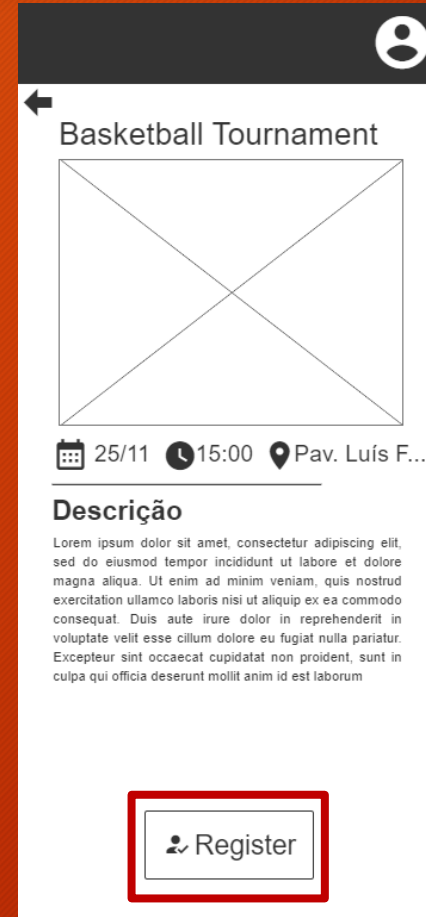 Basketball Tournament
25/11 15:00 Pav. Luís F...
Descrição
Lorem ipsum dolor sit amet, consectetur adipiscing elit,
sed do eiusmod tempor incididunt ut labore et dolore
magna aliqua. Ut enim ad minim veniam, quis nostrud
exercitation ullamco laboris nisi ut aliquip ex ea commodo
consequat. Duis aute irure dolor in reprehenderit in
voluptate velit esse cillum dolore eu fugiat nulla pariatur.
Excepteur sint occaecat cupidatat non proident, sunt in
culpa qui officia deserunt mollit anim id est laborum
Register